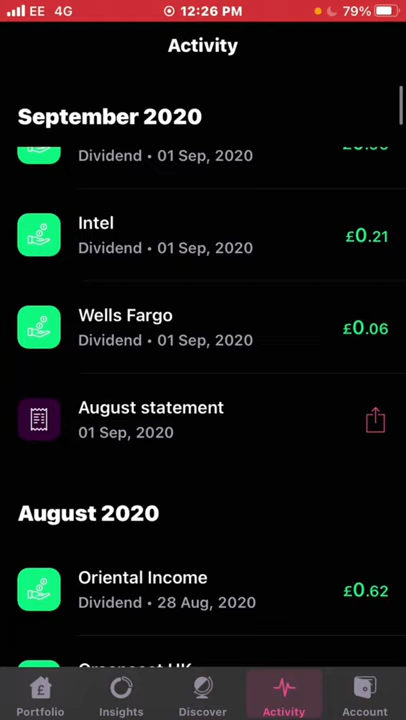 EE 4G 12:26 PM 79%
Activity
September 2020
Dividend • 01 Sep, 2020
Intel
Dividend • 01 Sep, 2020
£0.21
Wells Fargo
Dividend • 01 Sep, 2020
£0.06
August statement
01 Sep, 2020
August 2020
Oriental Income
Dividend • 28 Aug, 2020
£0.62
Portfolio Insights Discover Activity Account